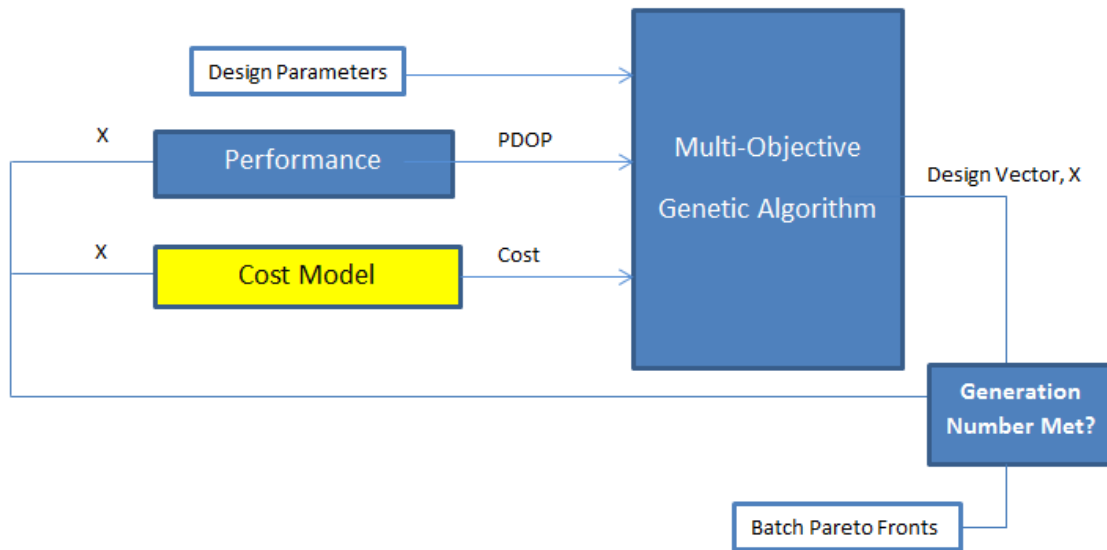 Design Parameters
X
Performance
PDOP
Multi-Objective
Genetic Algorithm
Design Vector, X
X
Cost Model
Cost
Generation
Number Met?
Batch Pareto Fronts